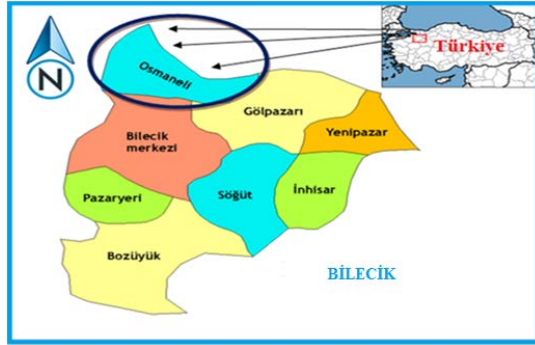 Türkiye
N
Osmaneli
Gölpazarı
Bilecik
merkezi
Yenipazar
Pazaryeri
Söğüt
İnhisar
Bozüyük
BİLECİK